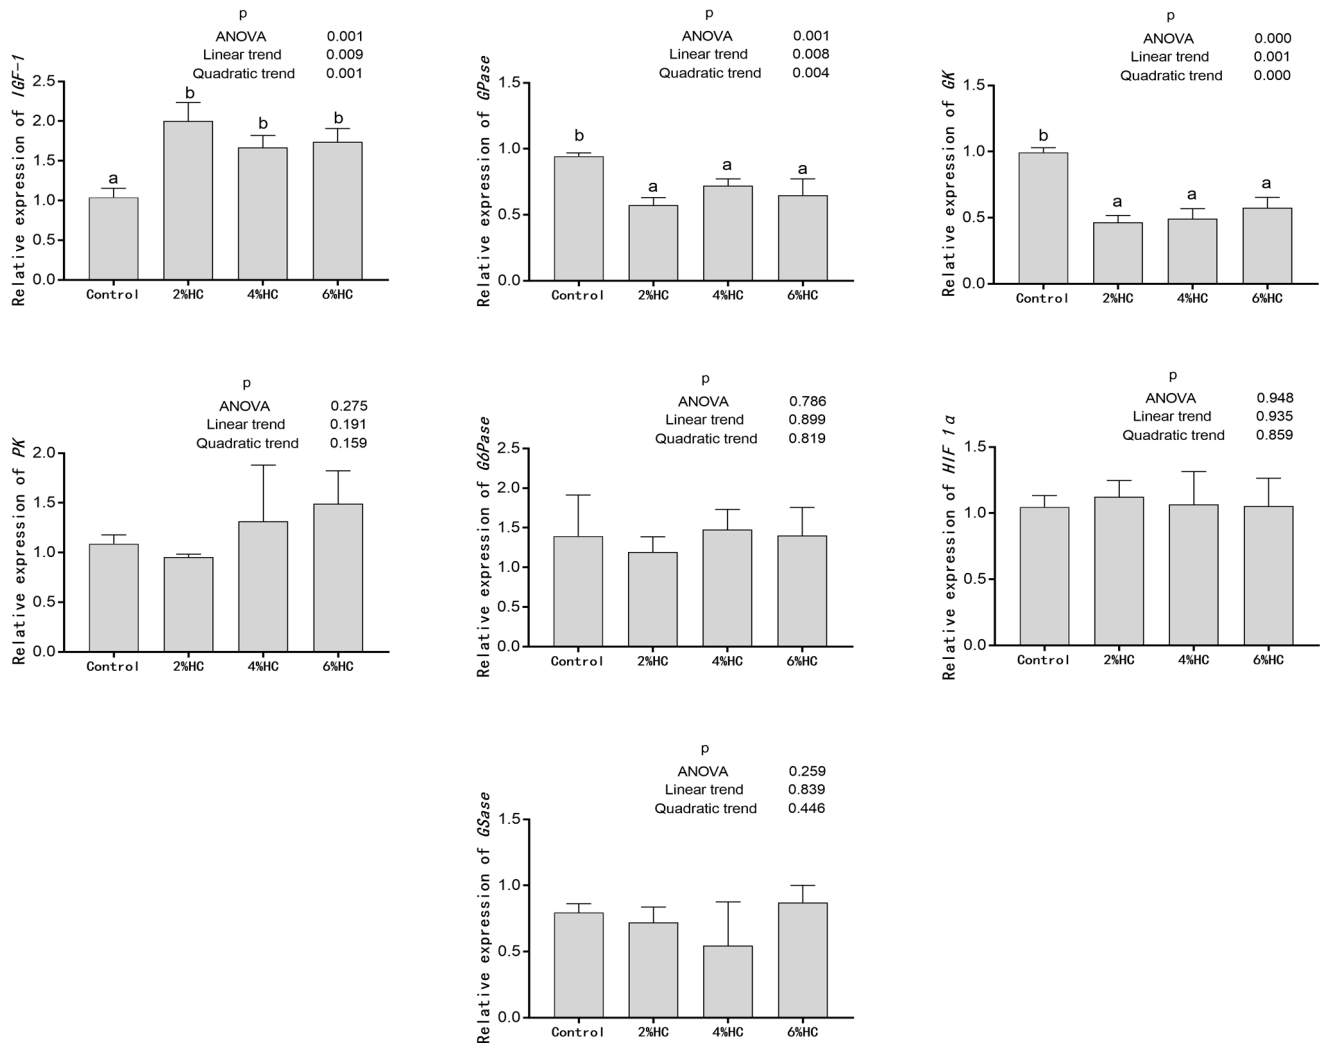 p
ANOVA 0.001
Linear trend 0.009
Quadratic trend 0.001
Relative expression of IGF-1
2.5
2.0
1.5
1.0
0.5
0.0
a
b
b
b
Control 2%HC 4%HC 6%HC
p
ANOVA 0.001
Linear trend 0.008
Quadratic trend 0.004
Relative expression of GPase
1.5
1.0
0.5
0.0
b
a
a
a
Control 2%HC 4%HC 6%HC
p
ANOVA 0.000
Linear trend 0.001
Quadratic trend 0.000
Relative expression of GK
1.5
1.0
0.5
0.0
b
a
a
a
Control 2%HC 4%HC 6%HC
p
ANOVA 0.275
Linear trend 0.191
Quadratic trend 0.159
Relative expression of PK
2.0
1.5
1.0
0.5
0.0
Control 2%HC 4%HC 6%HC
p
ANOVA 0.786
Linear trend 0.899
Quadratic trend 0.819
Relative expression of G6Pase
2.5
2.0
1.5
1.0
0.5
0.0
Control 2%HC 4%HC 6%HC
p
ANOVA 0.948
Linear trend 0.935
Quadratic trend 0.859
Relative expression of HIF 1α
1.5
1.0
0.5
0.0
Control 2%HC 4%HC 6%HC
p
ANOVA 0.259
Linear trend 0.839
Quadratic trend 0.446
Relative expression of GSase
1.5
1.0
0.5
0.0
Control 2%HC 4%HC 6%HC